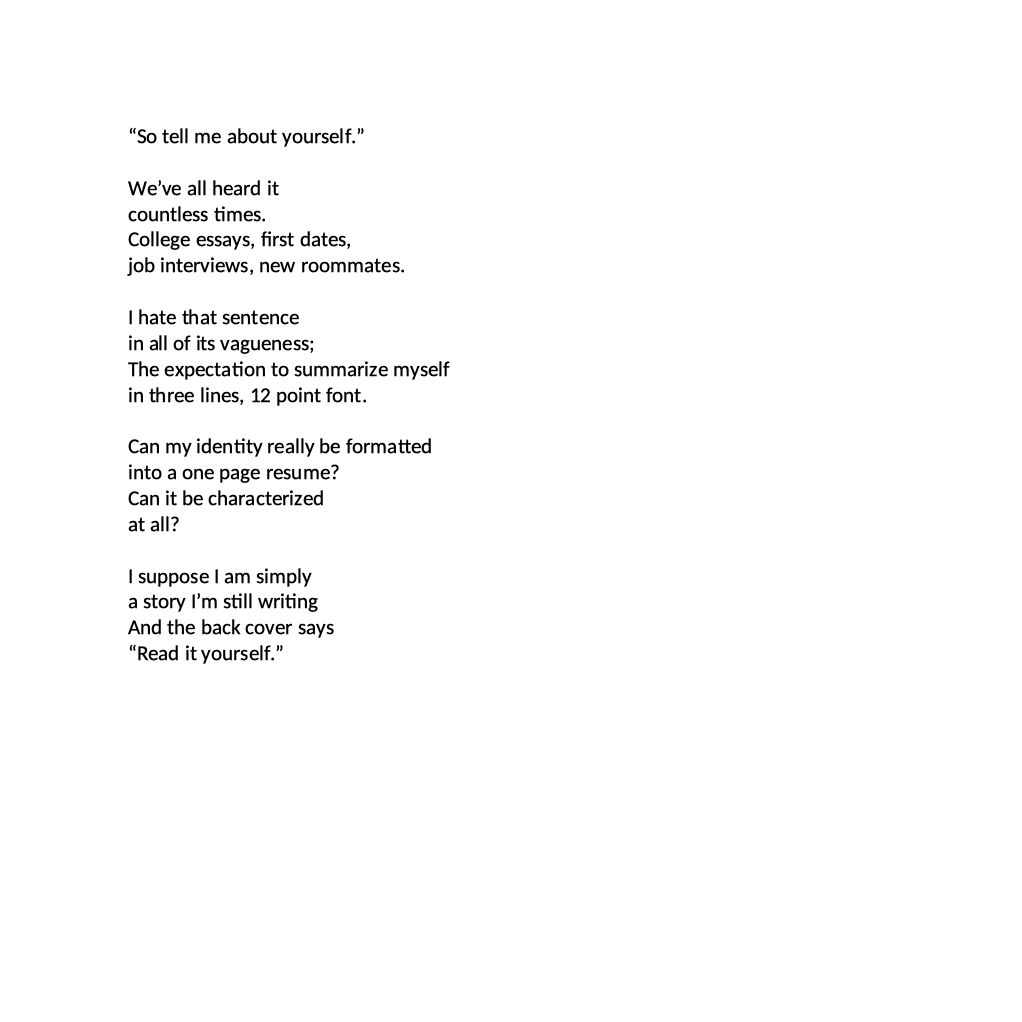 “So tell me about yourself.”

We’ve all heard it
countless times.
College essays, first dates,
job interviews, new roommates.

I hate that sentence
in all of its vagueness;
The expectation to summarize myself
in three lines, 12 point font.

Can my identity really be formatted
into a one page resume?
Can it be characterized
at all?

I suppose I am simply
a story I’m still writing
And the back cover says
“Read it yourself.”